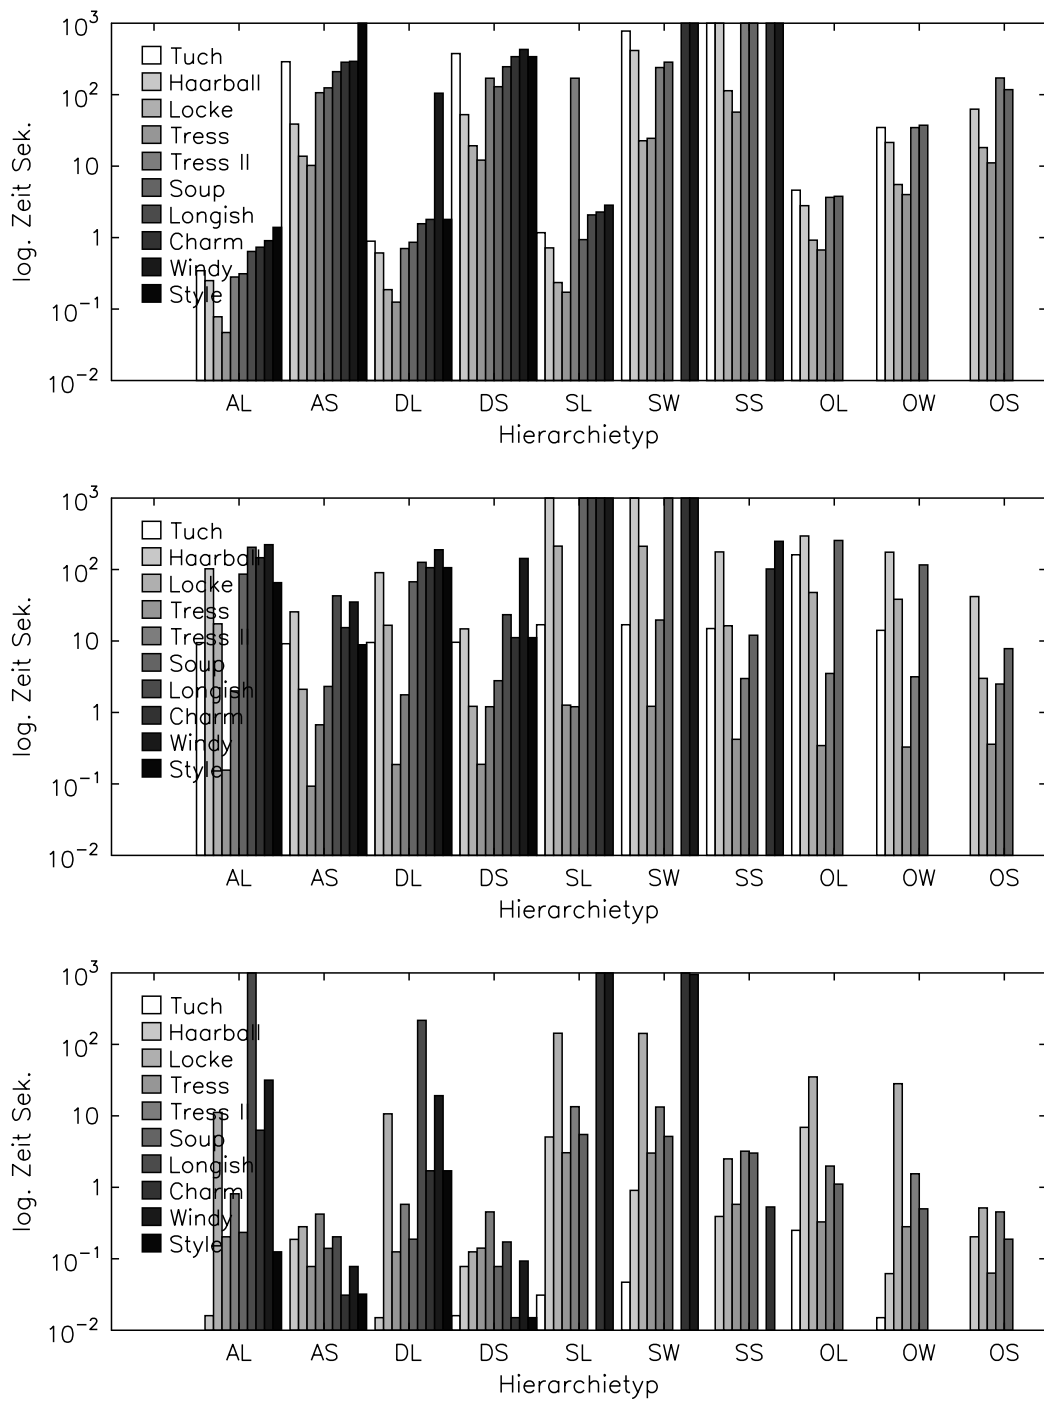 log. Zeit Sek.
10^3
10^2
10
1
10^-1
10^-2
Tuch
Haarball
Locke
Tress
Tress II
Soup
Longish
Charm
Windy
Style
AL AS DL DS SL SW SS OL OW OS
Hierarchietyp
log. Zeit Sek.
10^3
10^2
10
1
10^-1
10^-2
Tuch
Haarball
Locke
Tress
Tress II
Soup
Longish
Charm
Windy
Style
AL AS DL DS SL SW SS OL OW OS
Hierarchietyp
log. Zeit Sek.
10^3
10^2
10
1
10^-1
10^-2
Tuch
Haarball
Locke
Tress
Tress II
Soup
Longish
Charm
Windy
Style
AL AS DL DS SL SW SS OL OW OS
Hierarchietyp